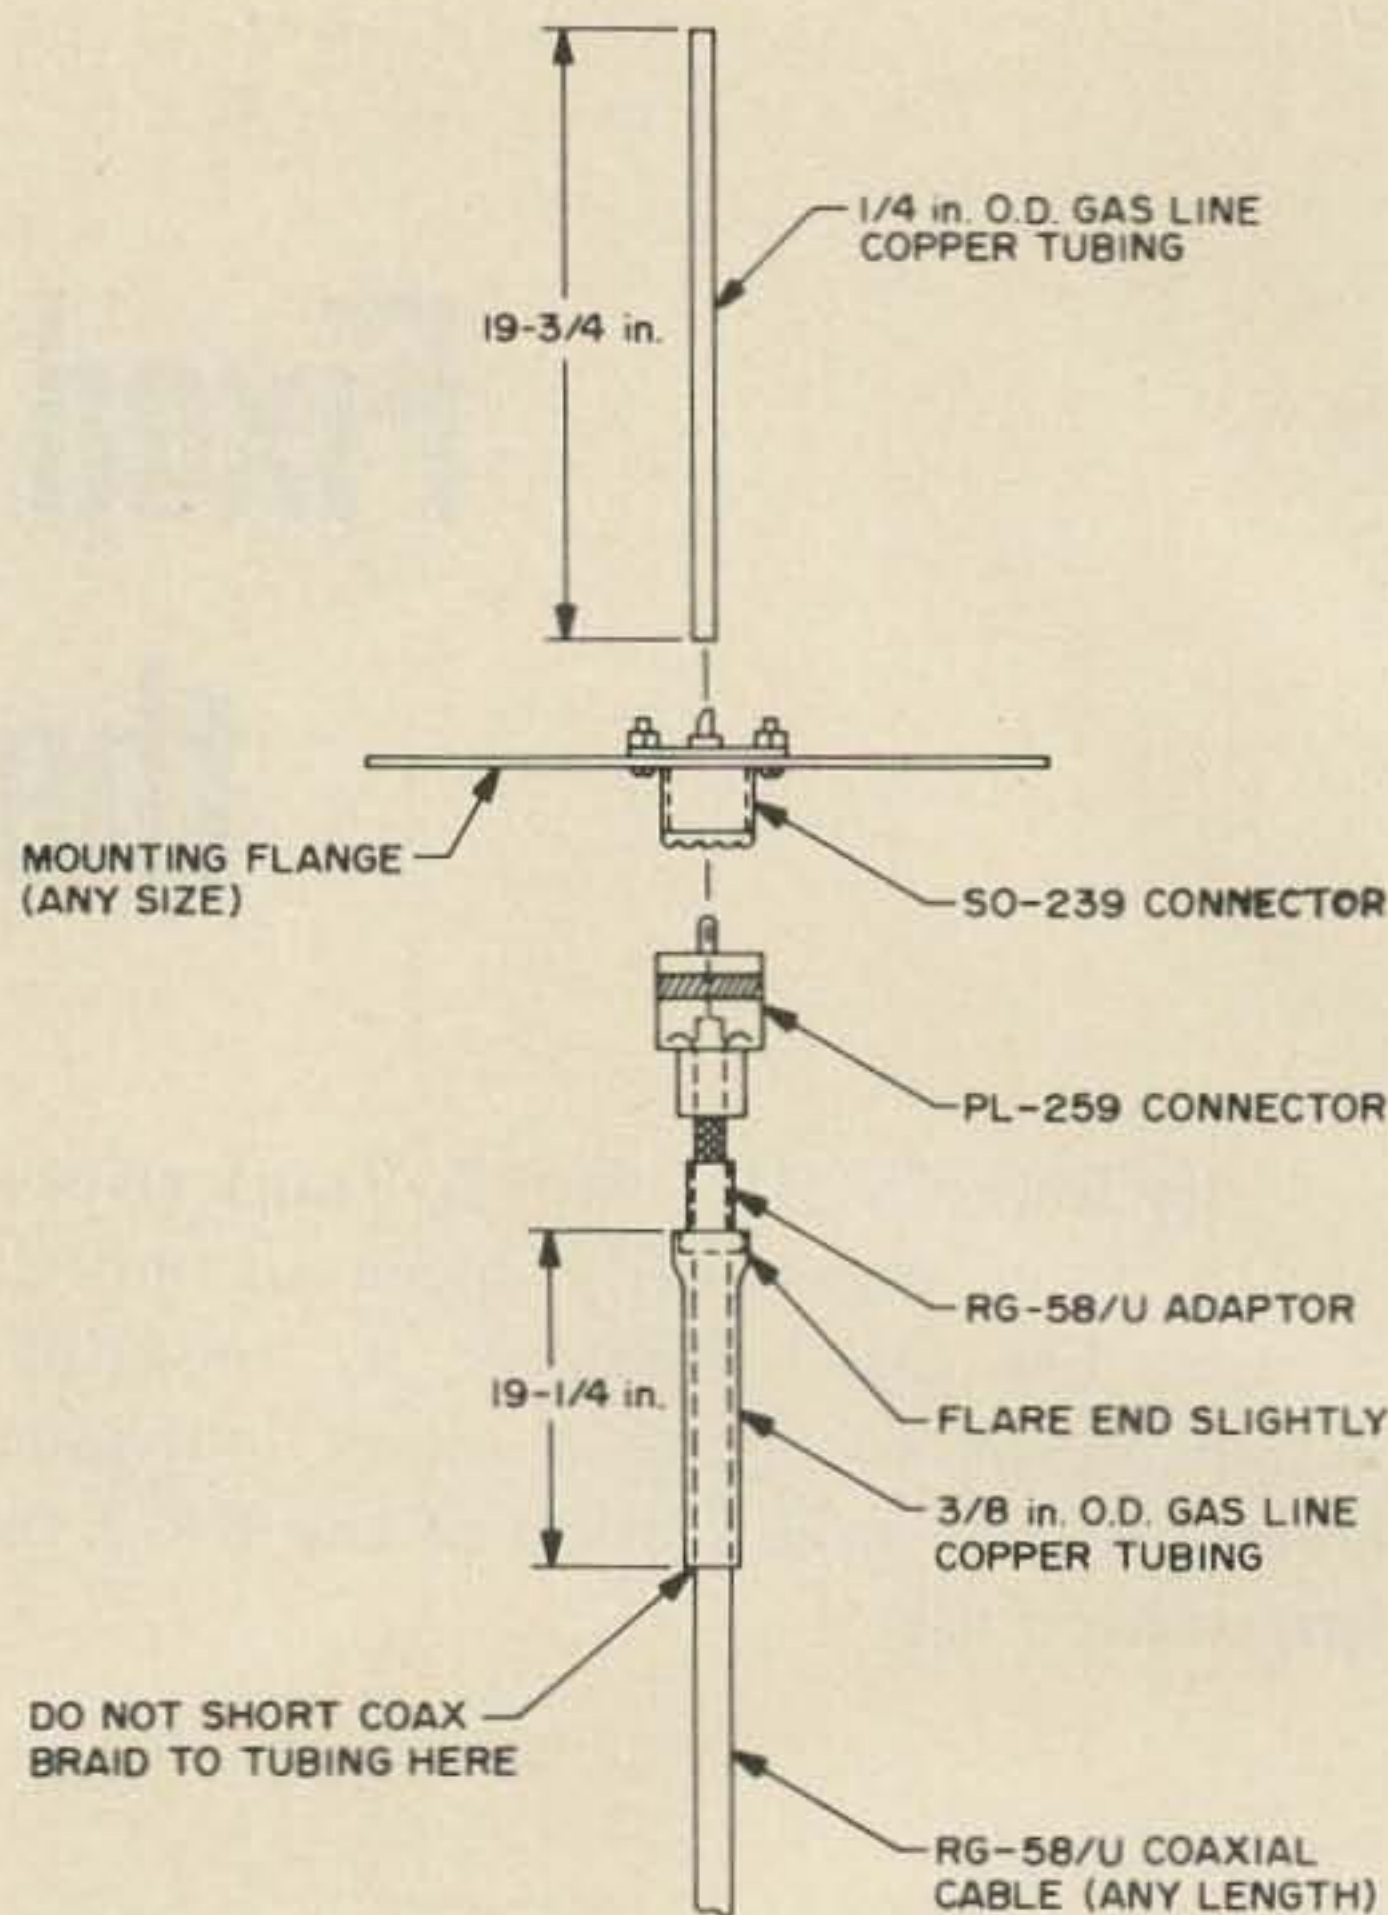 1/4 in. O.D. GAS LINE
COPPER TUBING
19-3/4 in.
MOUNTING FLANGE
(ANY SIZE)
SO-239 CONNECTOR
PL-259 CONNECTOR
RG-58/U ADAPTOR
19-1/4 in.
FLARE END SLIGHTLY
3/8 in. O.D. GAS LINE
COPPER TUBING
DO NOT SHORT COAX
BRAID TO TUBING HERE
RG-58/U COAXIAL
CABLE (ANY LENGTH)